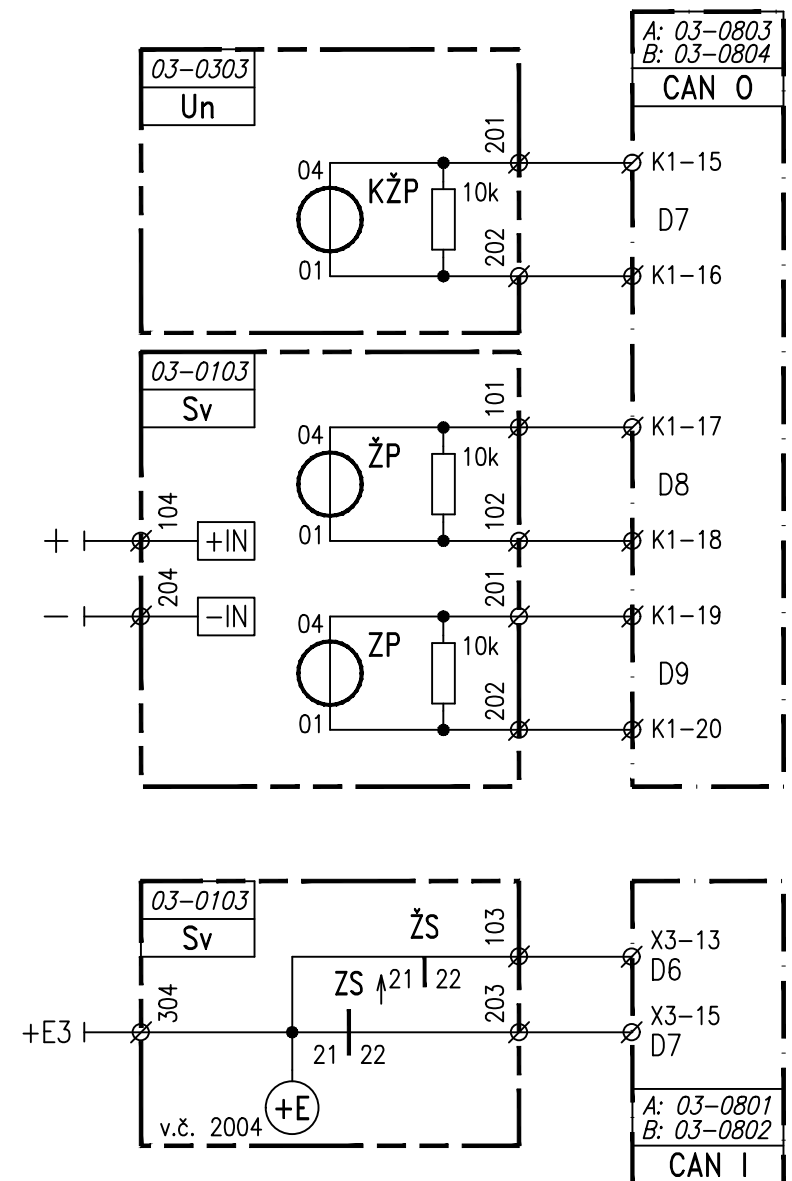 03-0303
Un
04
KŽP
01
10k
201
202
A: 03-0803
B: 03-0804
CAN O
K1-15
D7
K1-16
03-0103
Sv
104
+
+IN
204
−
-IN
04
ŽP
01
10k
101
102
04
ZP
01
10k
201
202
K1-17
D8
K1-18
K1-19
D9
K1-20
03-0103
Sv
ŽS
103
21 22
ZS
203
304
+E3
21 22
+E
v.č. 2004
X3-13
D6
X3-15
D7
A: 03-0801
B: 03-0802
CAN I